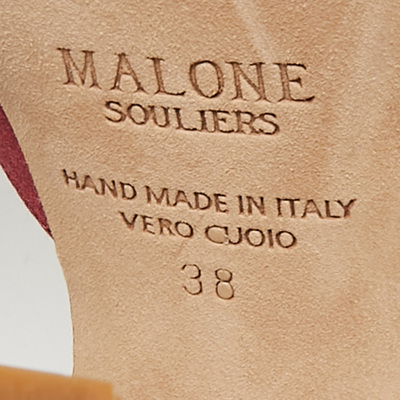 MALONE
SOULIERS
HAND MADE IN ITALY
VERO CUOIO
38